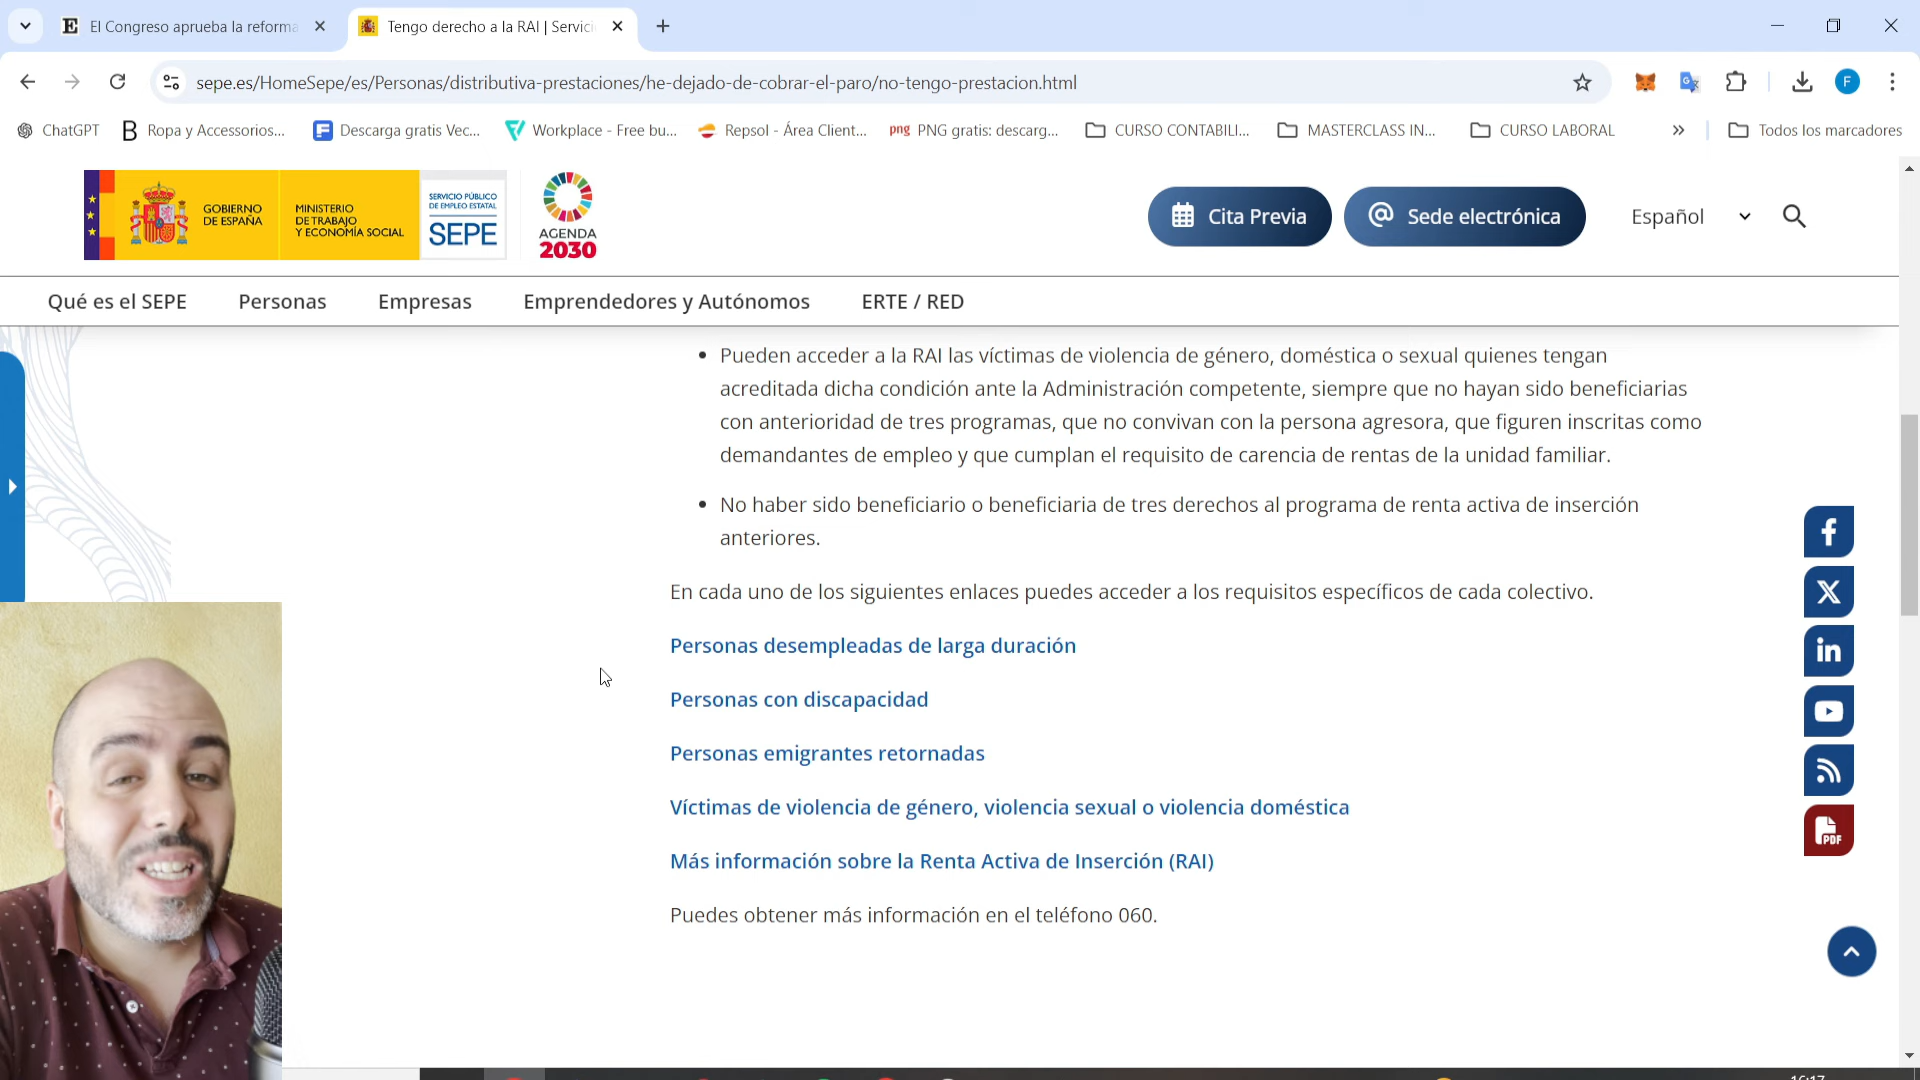 El Congreso aprueba la reforma
Tengo derecho a la RAI | Servici
sepe.es/HomeSepe/es/Personas/distributiva-prestaciones/he-dejado-de-cobrar-el-paro/no-tengo-prestacion.html
F
ChatGPT
B Ropa y Accessorios...
Descarga gratis Vec...
Workplace - Free bu...
Repsol - Área Client...
png PNG gratis: descarg...
CURSO CONTABILI...
MASTERCLASS IN...
CURSO LABORAL
Todos los marcadores
GOBIERNO
DE ESPAÑA
MINISTERIO
DE TRABAJO
Y ECONOMÍA SOCIAL
SERVICIO PÚBLICO
DE EMPLEO ESTATAL
SEPE
AGENDA
2030
Cita Previa
Sede electrónica
Español
Qué es el SEPE
Personas
Empresas
Emprendedores y Autónomos
ERTE / RED
Pueden acceder a la RAI las víctimas de violencia de género, doméstica o sexual quienes tengan
acreditada dicha condición ante la Administración competente, siempre que no hayan sido beneficiarias
con anterioridad de tres programas, que no convivan con la persona agresora, que figuren inscritas como
demandantes de empleo y que cumplan el requisito de carencia de rentas de la unidad familiar.
No haber sido beneficiario o beneficiaria de tres derechos al programa de renta activa de inserción
anteriores.
En cada uno de los siguientes enlaces puedes acceder a los requisitos específicos de cada colectivo.
Personas desempleadas de larga duración
Personas con discapacidad
Personas emigrantes retornadas
Víctimas de violencia de género, violencia sexual o violencia doméstica
Más información sobre la Renta Activa de Inserción (RAI)
Puedes obtener más información en el teléfono 060.
PDF